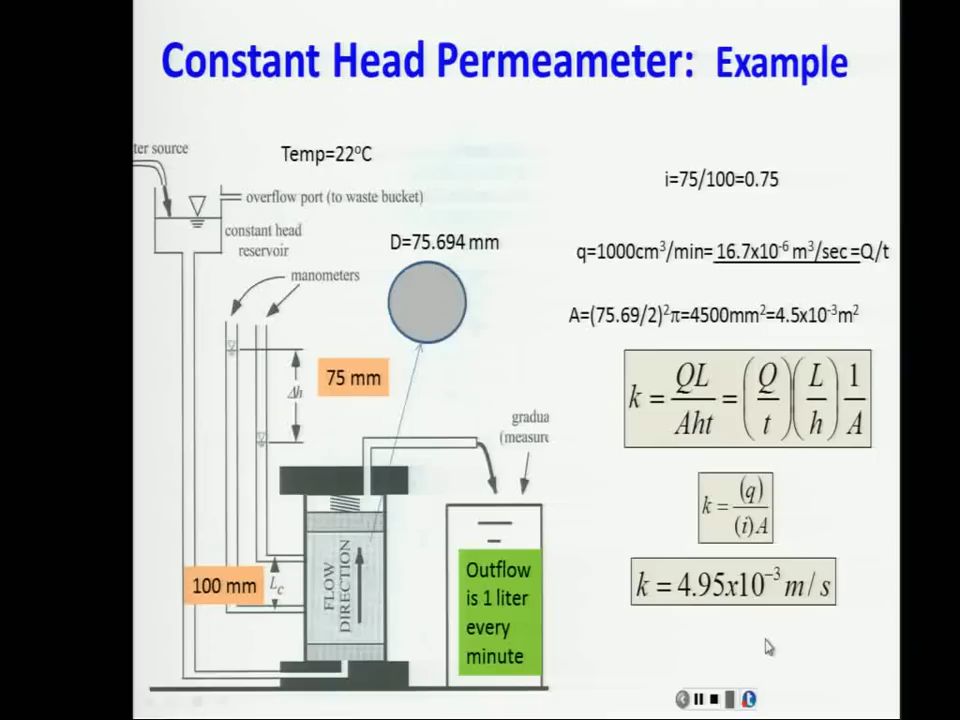 Constant Head Permeameter: Example
ter source
Temp=22⁰C
overflow port (to waste bucket)
constant head
reservoir
manometers
D=75.694 mm
75 mm
Δh
gradua
(measure
100 mm
L_c
FLOW
DIRECTION
Outflow
is 1 liter
every
minute
i=75/100=0.75
q=1000cm³/min= 16.7x10⁻⁶ m³/sec =Q/t
A=(75.69/2)²π=4500mm²=4.5x10⁻³m²
k = QL/Aht = (Q/t)(L/h) 1/A
k = (q)/(i)A
k = 4.95x10⁻³ m/s